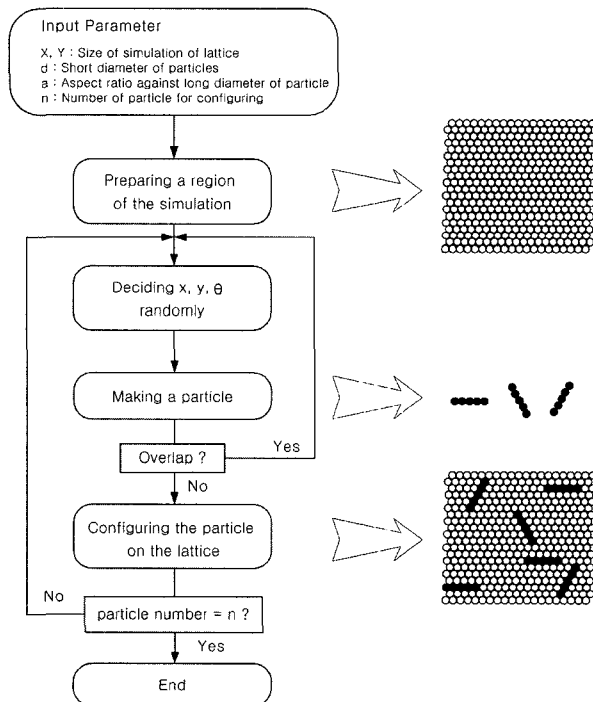 Input Parameter
X, Y : Size of simulation of lattice
d : Short diameter of particles
a : Aspect ratio against long diameter of particle
n : Number of particle for configuring
Preparing a region
of the simulation
Deciding x, y, θ
randomly
Making a particle
Overlap ?
Yes
No
Configuring the particle
on the lattice
No
particle number = n ?
Yes
End